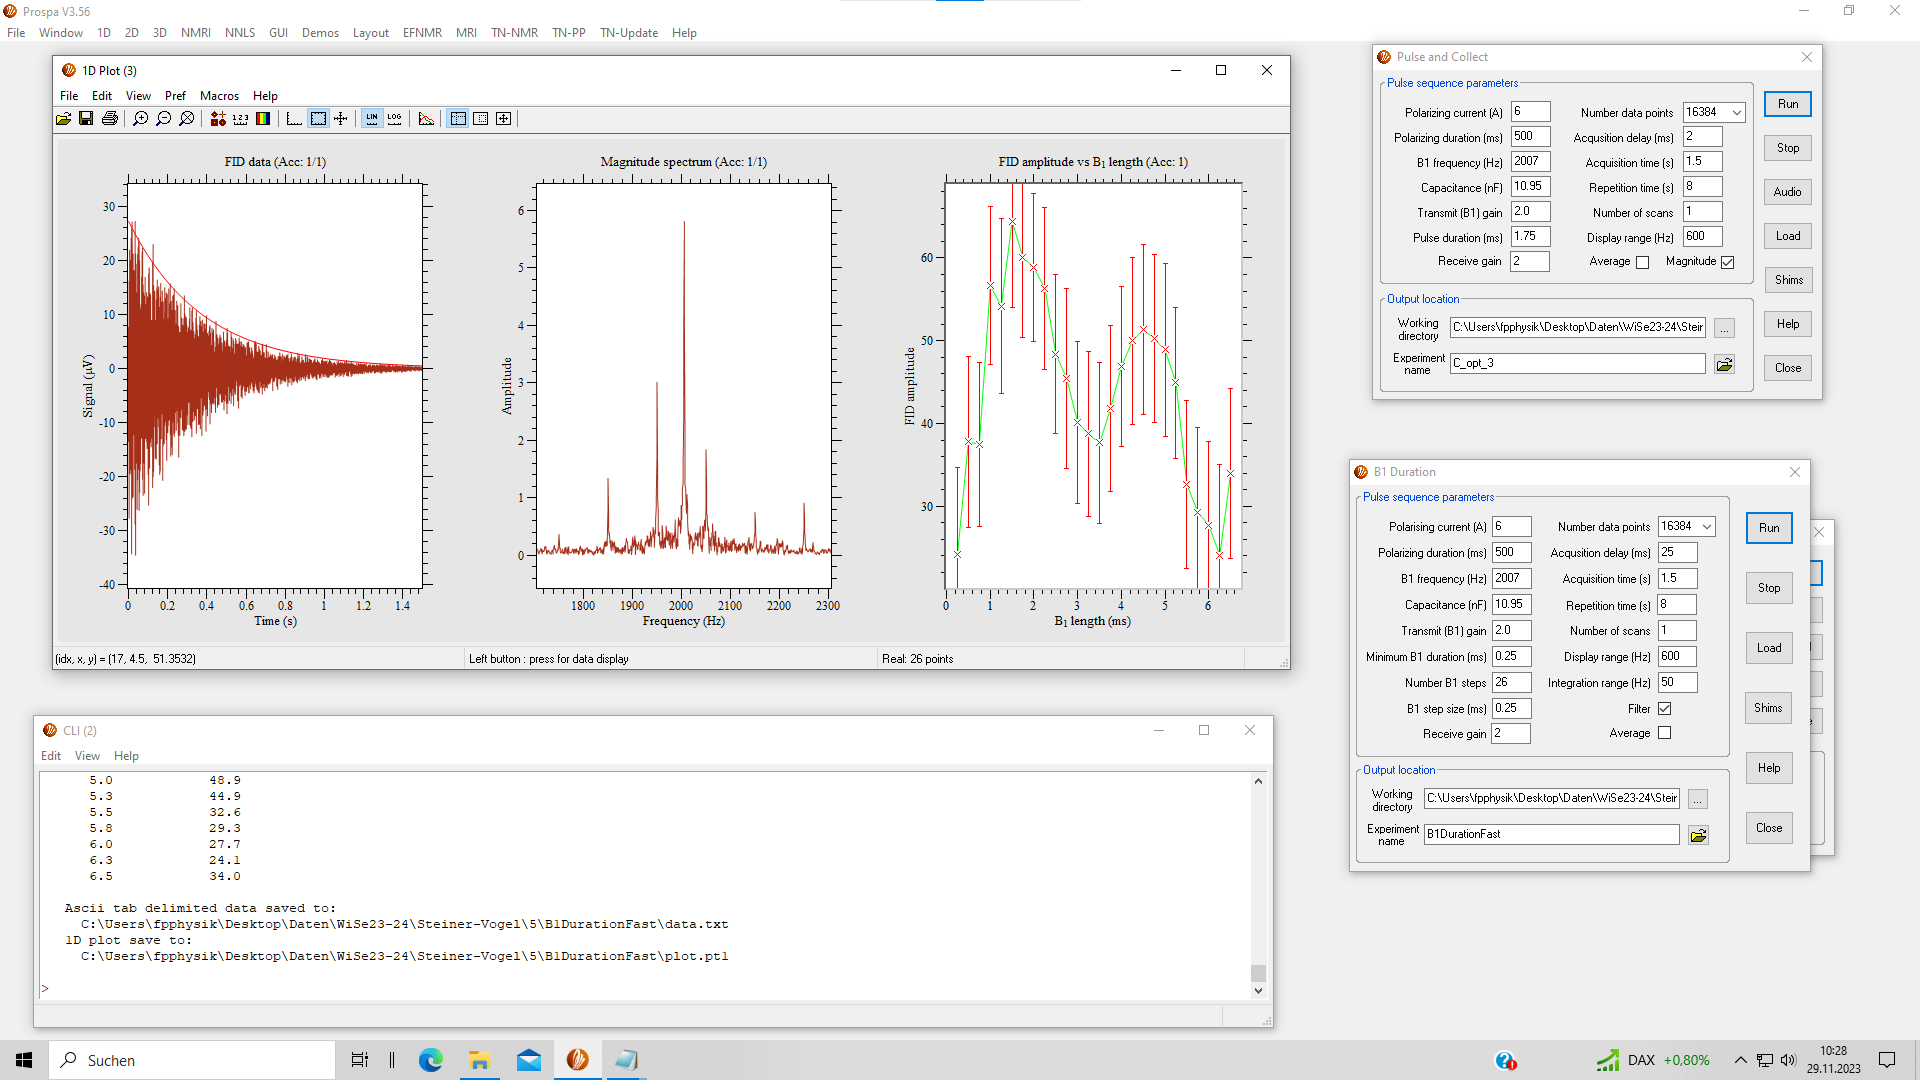 Prospa V3.56
File Window 1D 2D 3D NMRI NNLS GUI Demos Layout EFNMR MRI TN-NMR TN-PP TN-Update Help
1D Plot (3)
File Edit View Pref Macros Help
1 2 3 LIN LOG
FID data (Acc: 1/1)
30
20
10
0
-10
-20
-30
-40
Signal (µV)
0 0.2 0.4 0.6 0.8 1 1.2 1.4
Time (s)
Magnitude spectrum (Acc: 1/1)
6
5
4
3
2
1
0
Amplitude
1800 1900 2000 2100 2200 2300
Frequency (Hz)
FID amplitude vs B1 length (Acc: 1)
60
50
40
30
FID amplitude
0 1 2 3 4 5 6
B1 length (ms)
(idx, x, y) = (17, 4.5, 51.3532)
Left button : press for data display
Real: 26 points
CLI (2)
Edit View Help
5.0 48.9
5.3 44.9
5.5 32.6
5.8 29.3
6.0 27.7
6.3 24.1
6.5 34.0
Ascii tab delimited data saved to:
C:\Users\fpphysik\Desktop\Daten\WiSe23-24\Steiner-Vogel\5\B1DurationFast\data.txt
1D plot save to:
C:\Users\fpphysik\Desktop\Daten\WiSe23-24\Steiner-Vogel\5\B1DurationFast\plot.pt1
>
Pulse and Collect
Pulse sequence parameters
Polarizing current (A) 6 Number data points 16384
Polarizing duration (ms) 500 Acqusition delay (ms) 2
B1 frequency (Hz) 2007 Acquisition time (s) 1.5
Capacitance (nF) 10.95 Repetition time (s) 8
Transmit (B1) gain 2.0 Number of scans 1
Pulse duration (ms) 1.75 Display range (Hz) 600
Receive gain 2 Average Magnitude
Output location
Working directory C:\Users\fpphysik\Desktop\Daten\WiSe23-24\Steir ...
Experiment name C_opt_3
Run
Stop
Audio
Load
Shims
Help
Close
B1 Duration
Pulse sequence parameters
Polarising current (A) 6 Number data points 16384
Polarizing duration (ms) 500 Acqusition delay (ms) 25
B1 frequency (Hz) 2007 Acquisition time (s) 1.5
Capacitance (nF) 10.95 Repetition time (s) 8
Transmit (B1) gain 2.0 Number of scans 1
Minimum B1 duration (ms) 0.25 Display range (Hz) 600
Number B1 steps 26 Integration range (Hz) 50
B1 step size (ms) 0.25 Filter
Receive gain 2 Average
Output location
Working directory C:\Users\fpphysik\Desktop\Daten\WiSe23-24\Steir ...
Experiment name B1DurationFast
Run
Stop
Load
Shims
Help
Close
Suchen
DAX +0,80%
10:28
29.11.2023